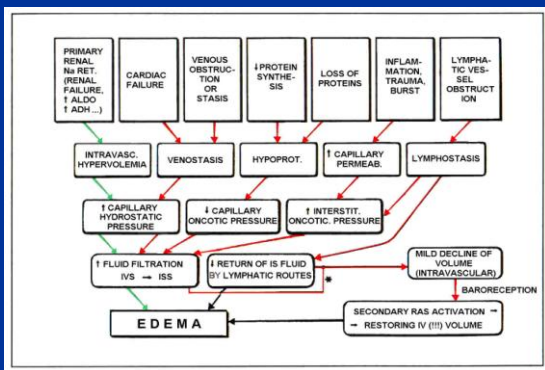 PRIMARY
RENAL
Na RET.
(RENAL
FAILURE,
↑ ALDO
↑ ADH ...)
CARDIAC
FAILURE
VENOUS
OBSTRUC-
TION
OR
STASIS
↓PROTEIN
SYNTHE-
SIS
LOSS OF
PROTEINS
INFLAM-
MATION,
TRAUMA,
BURST
LYMPHA-
TIC VES-
SEL
OBSTRUC
TION
INTRAVASC.
HYPERVOLEMIA
VENOSTASIS
HYPOPROT.
↑ CAPILLARY
PERMEAB.
LYMPHOSTASIS
↑ CAPILLARY
HYDROSTATIC
PRESSURE
↓ CAPILLARY
ONCOTIC PRESSURE
↑ INTERSTIT.
ONCOTIC. PRESSURE
↑ FLUID FILTRATION
IVS → ISS
↓ RETURN OF IS FLUID
BY LYMPHATIC ROUTES
*
MILD DECLINE OF
VOLUME
(INTRAVASCULAR)
BARORECEPTION
SECONDARY RAS ACTIVATION →
→ RESTORING IV (!!!) VOLUME
EDEMA